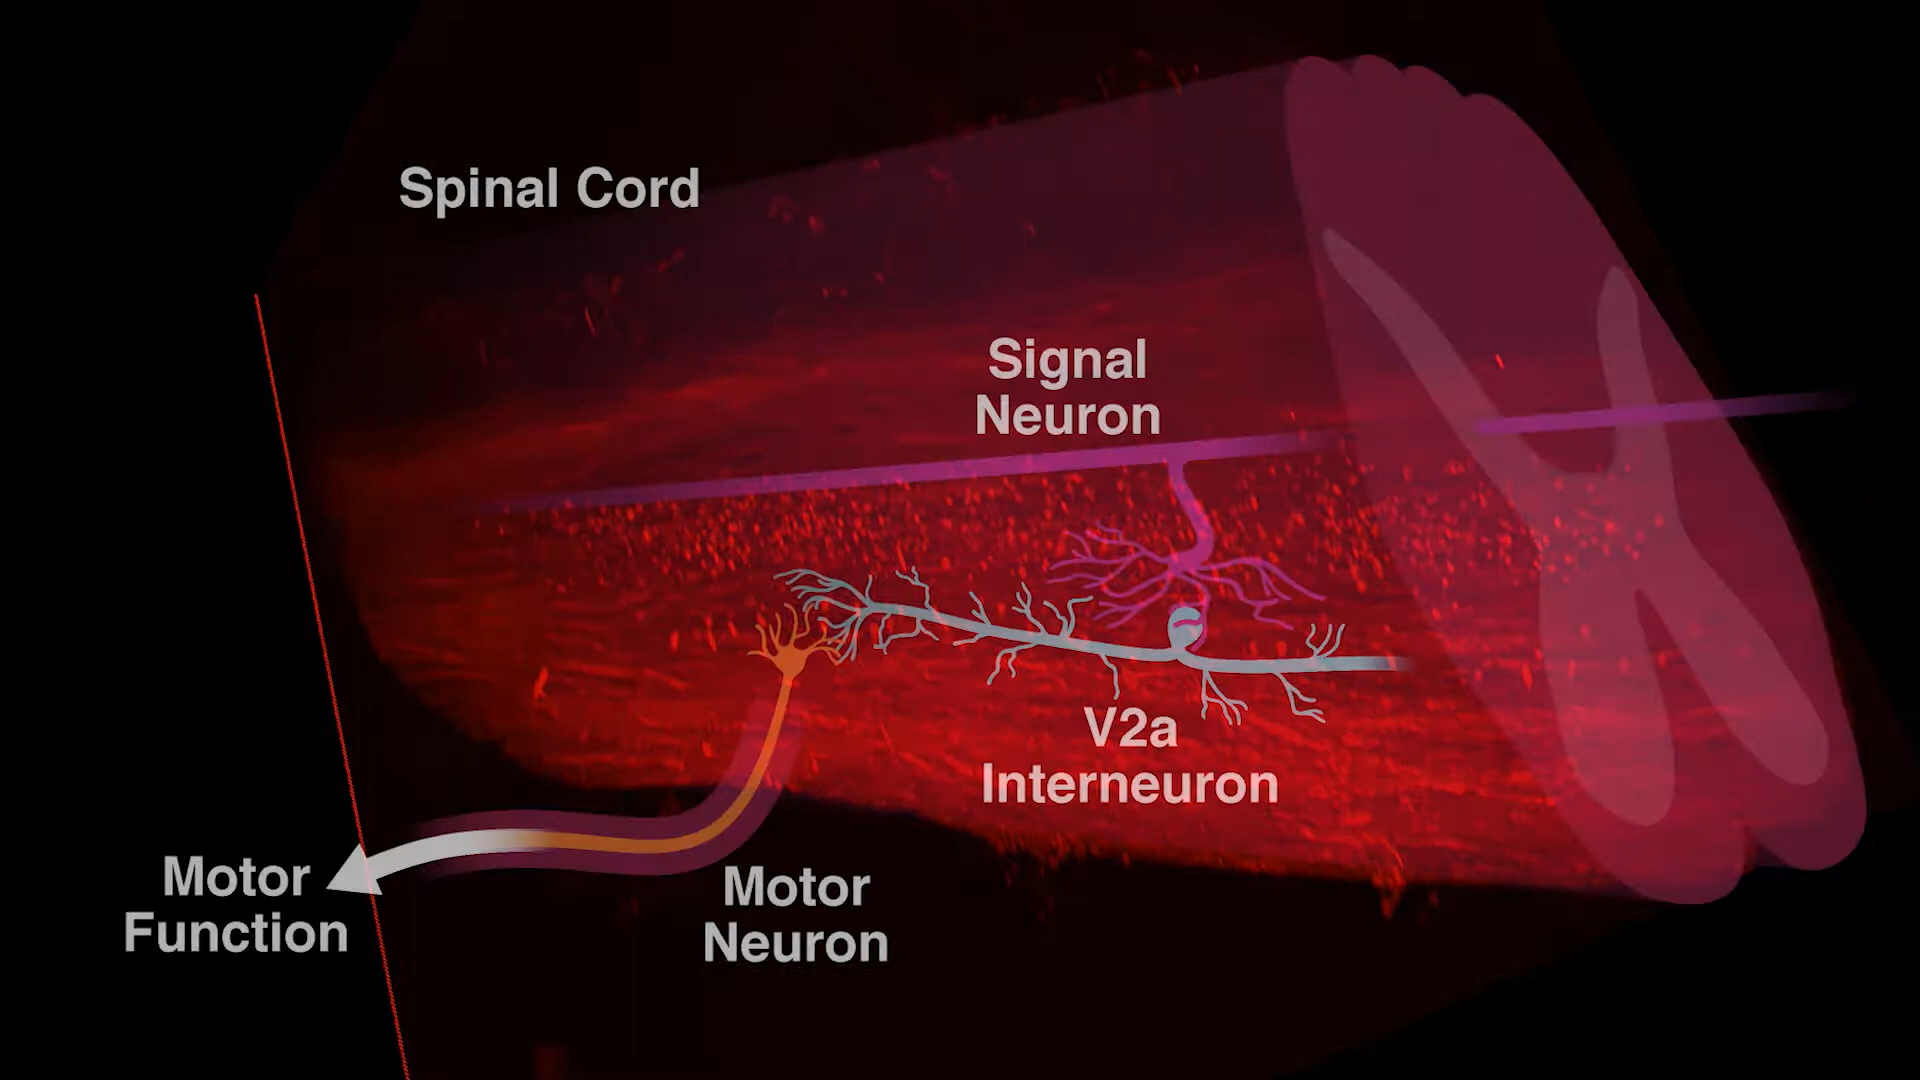 Spinal Cord
Signal
Neuron
V2a
Interneuron
Motor
Function
Motor
Neuron